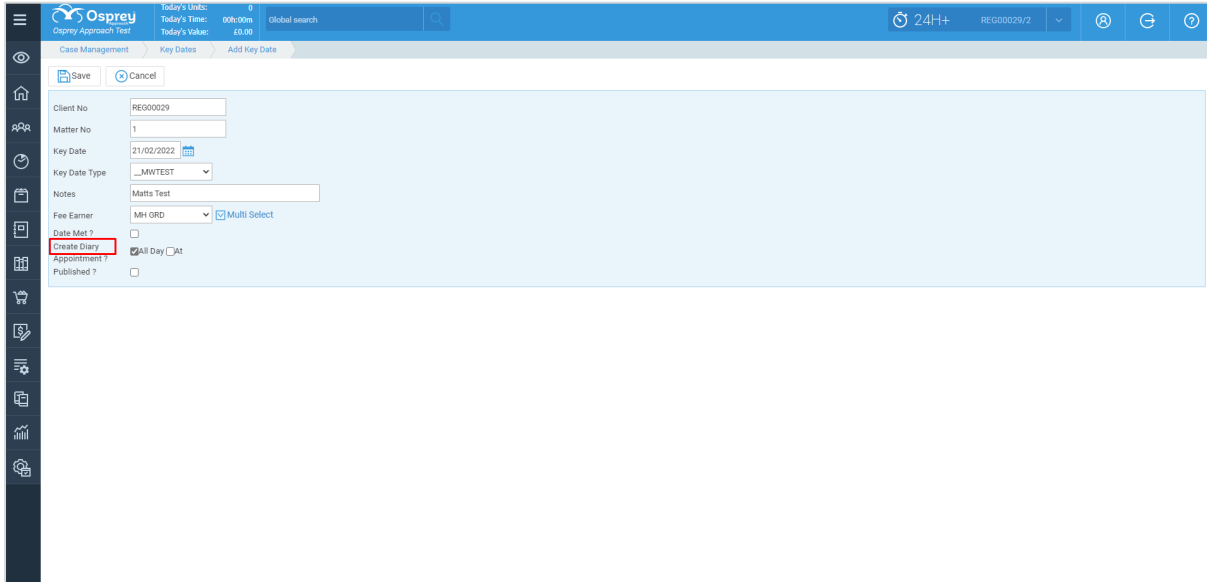 Osprey
Approach
Osprey Approach Test
Today's Units: 0
Today's Time: 00h:00m
Today's Value: £0.00
Global search
24H+ REG00029/2
Case Management Key Dates Add Key Date
Save Cancel
Client No REG00029
Matter No 1
Key Date 21/02/2022
Key Date Type __MWTEST
Notes Matts Test
Fee Earner MH GRD Multi Select
Date Met ?
Create Diary Appointment ? All Day At
Published ?